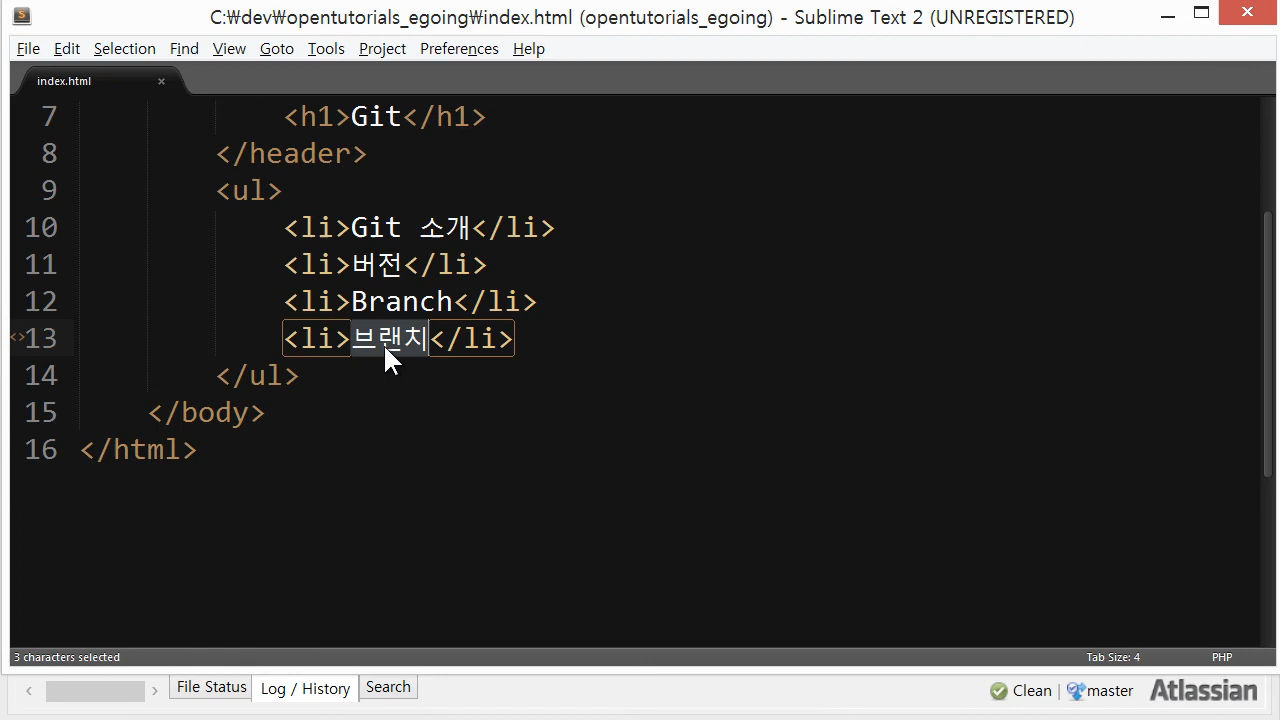 C:₩dev₩opentutorials_egoing₩index.html (opentutorials_egoing) - Sublime Text 2 (UNREGISTERED)
File Edit Selection Find View Goto Tools Project Preferences Help
index.html
7 <h1>Git</h1>
8 </header>
9 <ul>
10 <li>Git 소개</li>
11 <li>버전</li>
12 <li>Branch</li>
13 <li>브랜치</li>
14 </ul>
15 </body>
16 </html>
3 characters selected Tab Size: 4 PHP
File Status Log / History Search Clean master Atlassian